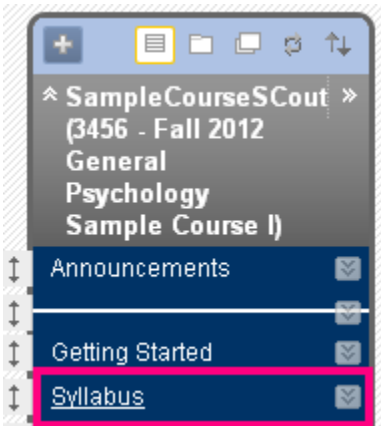 SampleCourseSCout
(3456 - Fall 2012
General
Psychology
Sample Course I)
Announcements
Getting Started
Syllabus